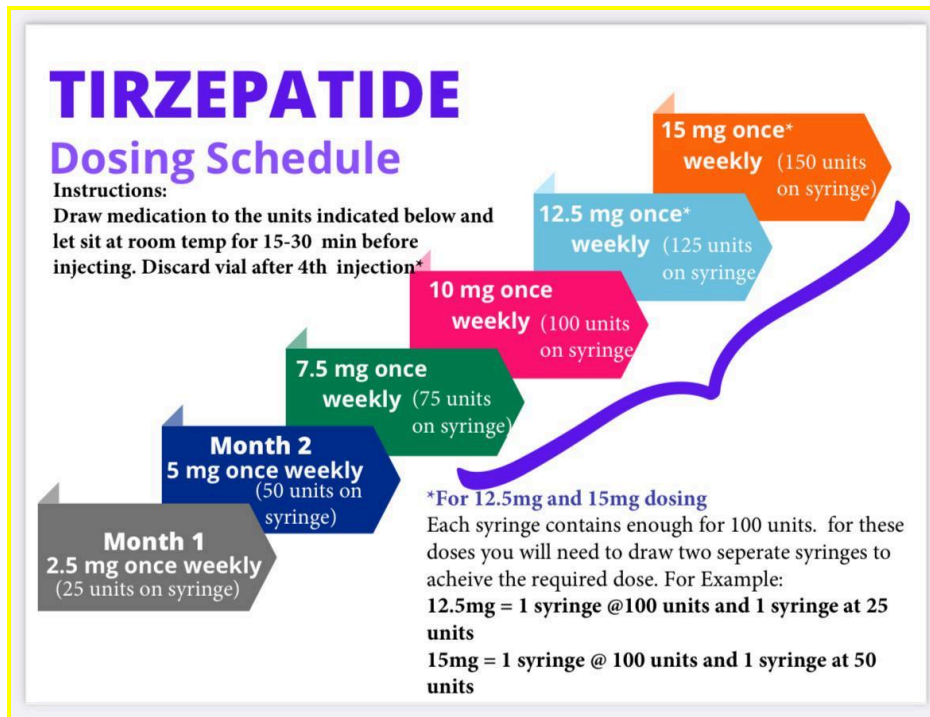 TIRZEPATIDE
Dosing Schedule
Instructions:
Draw medication to the units indicated below and
let sit at room temp for 15-30 min before
injecting. Discard vial after 4th injection*
15 mg once*
weekly (150 units
on syringe)
12.5 mg once*
weekly (125 units
on syringe
10 mg once
weekly (100 units
on syringe
7.5 mg once
weekly (75 units
on syringe)
Month 2
5 mg once weekly
(50 units on
syringe)
Month 1
2.5 mg once weekly
(25 units on syringe)
*For 12.5mg and 15mg dosing
Each syringe contains enough for 100 units. for these
doses you will need to draw two seperate syringes to
acheive the required dose. For Example:
12.5mg = 1 syringe @100 units and 1 syringe at 25
units
15mg = 1 syringe @ 100 units and 1 syringe at 50
units